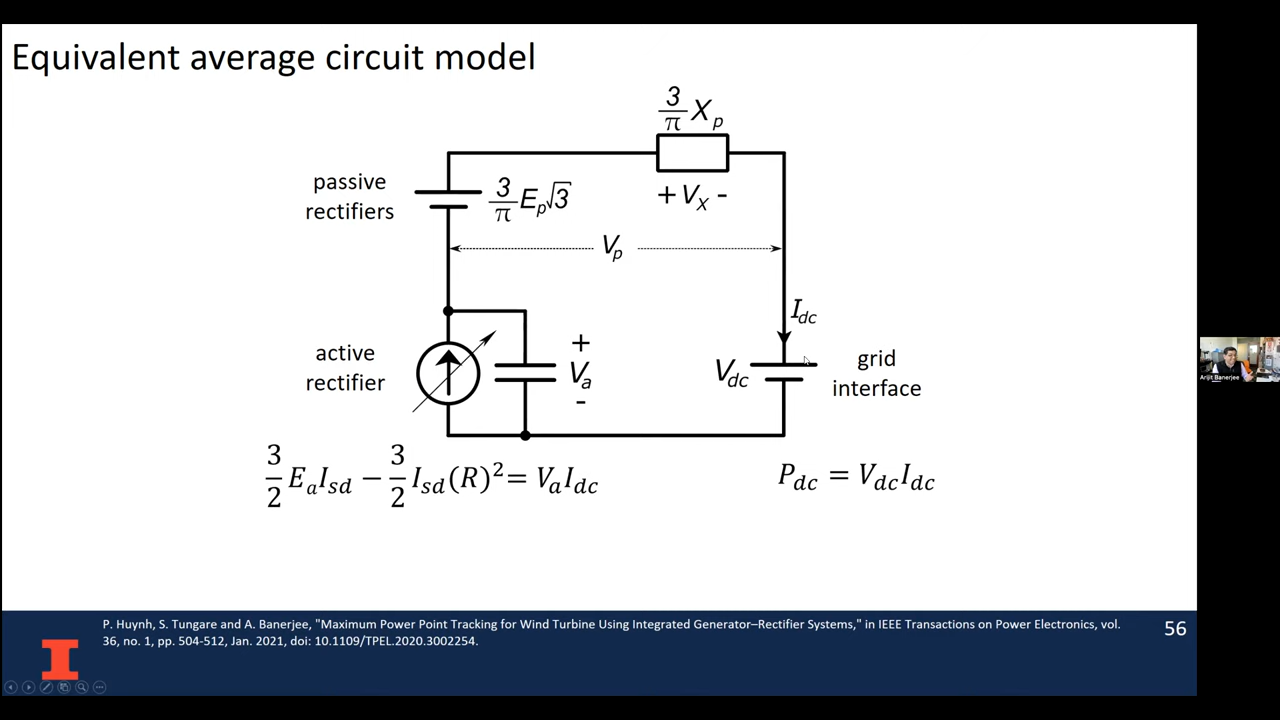 Equivalent average circuit model
3/π X_p
passive
rectifiers
3/π E_p√3
+ V_X -
V_p
I_dc
active
rectifier
+
V_a
-
V_dc
grid
interface
3/2 E_a I_sd − 3/2 I_sd (R)² = V_a I_dc
P_dc = V_dc I_dc
P. Huynh, S. Tungare and A. Banerjee, "Maximum Power Point Tracking for Wind Turbine Using Integrated Generator–Rectifier Systems," in IEEE Transactions on Power Electronics, vol.
36, no. 1, pp. 504-512, Jan. 2021, doi: 10.1109/TPEL.2020.3002254.
56
Arijit Banerjee